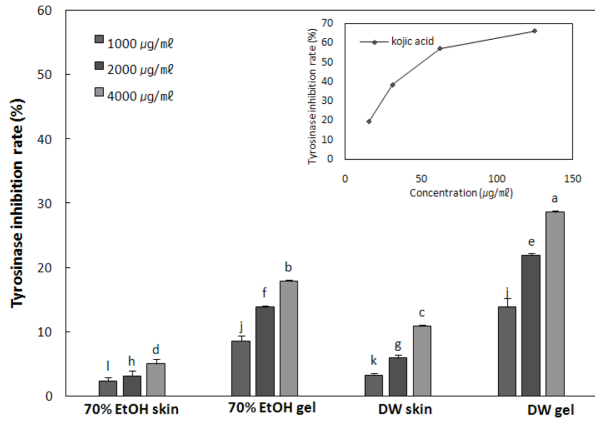 60
50
40
30
20
10
0
Tyrosinase inhibition rate (%)
1000 µg/㎖
2000 µg/㎖
4000 µg/㎖
70
60
50
40
30
20
10
0
Tyrosinase inhibition rate (%)
kojic acid
0 50 100 150
Concentration (µg/㎖)
l h d
j f b
k g c
i e a
70% EtOH skin 70% EtOH gel DW skin DW gel